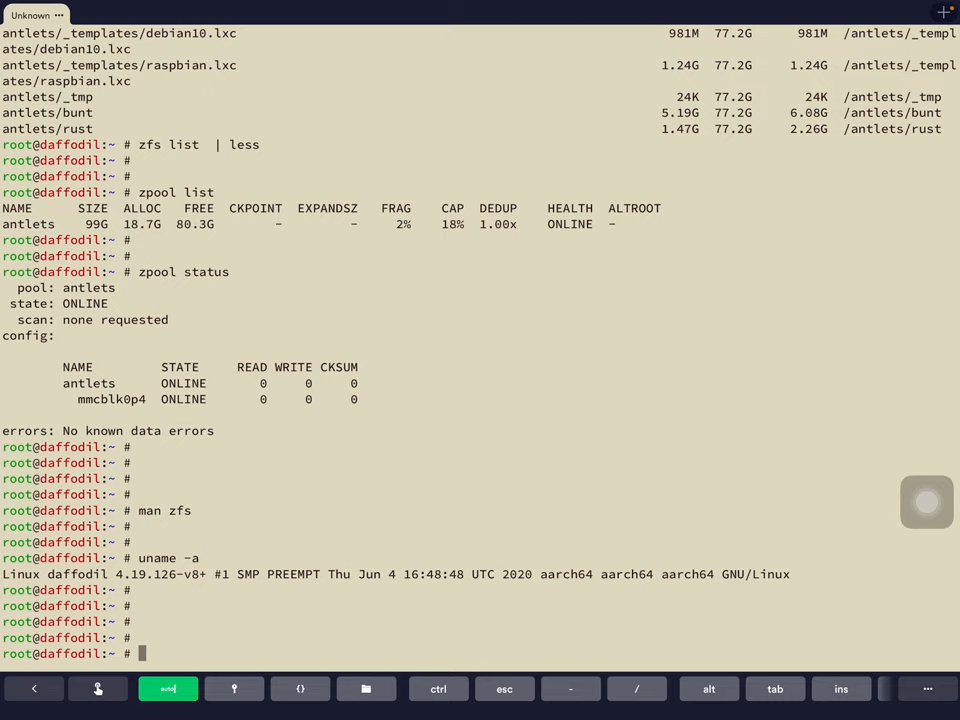 Unknown •••
antlets/_templates/debian10.lxc 981M 77.2G 981M /antlets/_templ
ates/debian10.lxc
antlets/_templates/raspbian.lxc 1.24G 77.2G 1.24G /antlets/_templ
ates/raspbian.lxc
antlets/_tmp 24K 77.2G 24K /antlets/_tmp
antlets/bunt 5.19G 77.2G 6.08G /antlets/bunt
antlets/rust 1.47G 77.2G 2.26G /antlets/rust
root@daffodil:~ # zfs list  | less
root@daffodil:~ #
root@daffodil:~ #
root@daffodil:~ # zpool list
NAME SIZE ALLOC FREE CKPOINT EXPANDSZ FRAG CAP DEDUP HEALTH ALTROOT
antlets 99G 18.7G 80.3G - - 2% 18% 1.00x ONLINE -
root@daffodil:~ #
root@daffodil:~ #
root@daffodil:~ # zpool status
pool: antlets
state: ONLINE
scan: none requested
config:
NAME STATE READ WRITE CKSUM
antlets ONLINE 0 0 0
mmcblk0p4 ONLINE 0 0 0
errors: No known data errors
root@daffodil:~ #
root@daffodil:~ #
root@daffodil:~ #
root@daffodil:~ #
root@daffodil:~ # man zfs
root@daffodil:~ #
root@daffodil:~ #
root@daffodil:~ # uname -a
Linux daffodil 4.19.126-v8+ #1 SMP PREEMPT Thu Jun 4 16:48:48 UTC 2020 aarch64 aarch64 aarch64 GNU/Linux
root@daffodil:~ #
root@daffodil:~ #
root@daffodil:~ #
root@daffodil:~ #
root@daffodil:~ #
auto {} ctrl esc - / alt tab ins •••